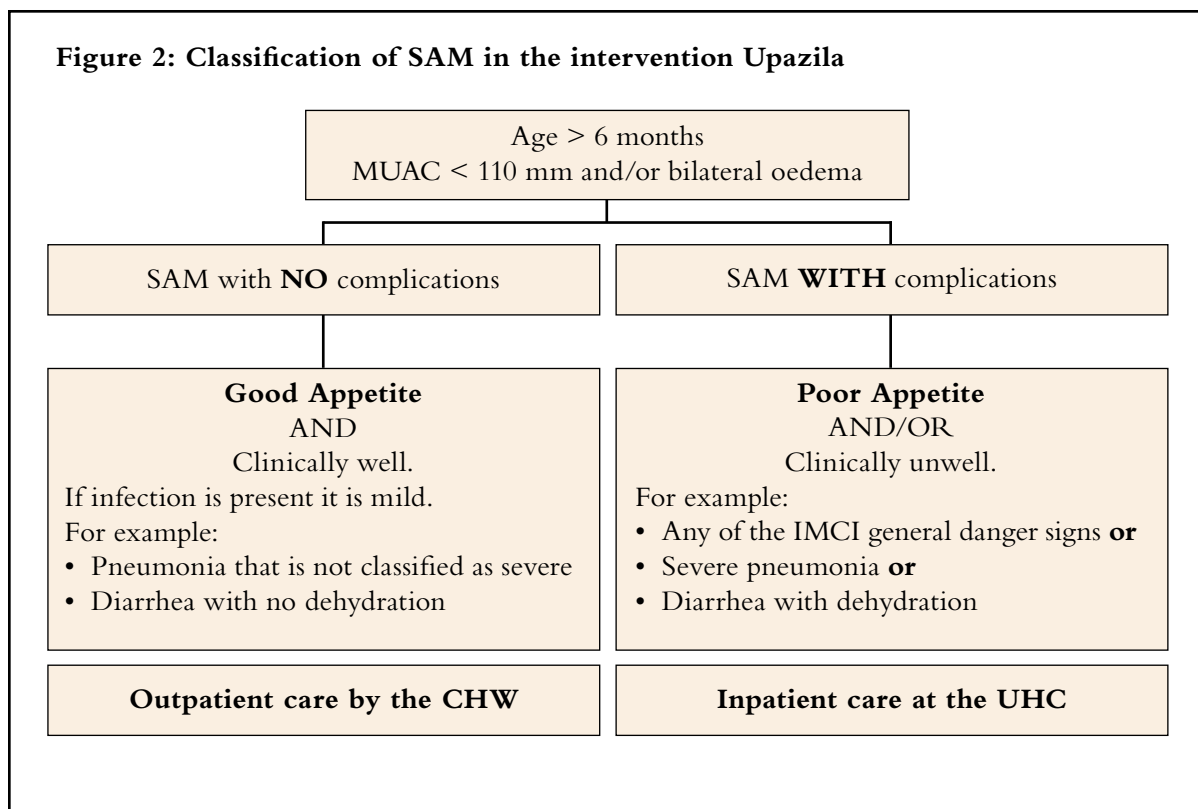 Figure 2: Classification of SAM in the intervention Upazila
Age > 6 months
MUAC < 110 mm and/or bilateral oedema
SAM with NO complications
SAM WITH complications
Good Appetite
AND
Clinically well.
If infection is present it is mild.
For example:
• Pneumonia that is not classified as severe
• Diarrhea with no dehydration
Poor Appetite
AND/OR
Clinically unwell.
For example:
• Any of the IMCI general danger signs or
• Severe pneumonia or
• Diarrhea with dehydration
Outpatient care by the CHW
Inpatient care at the UHC